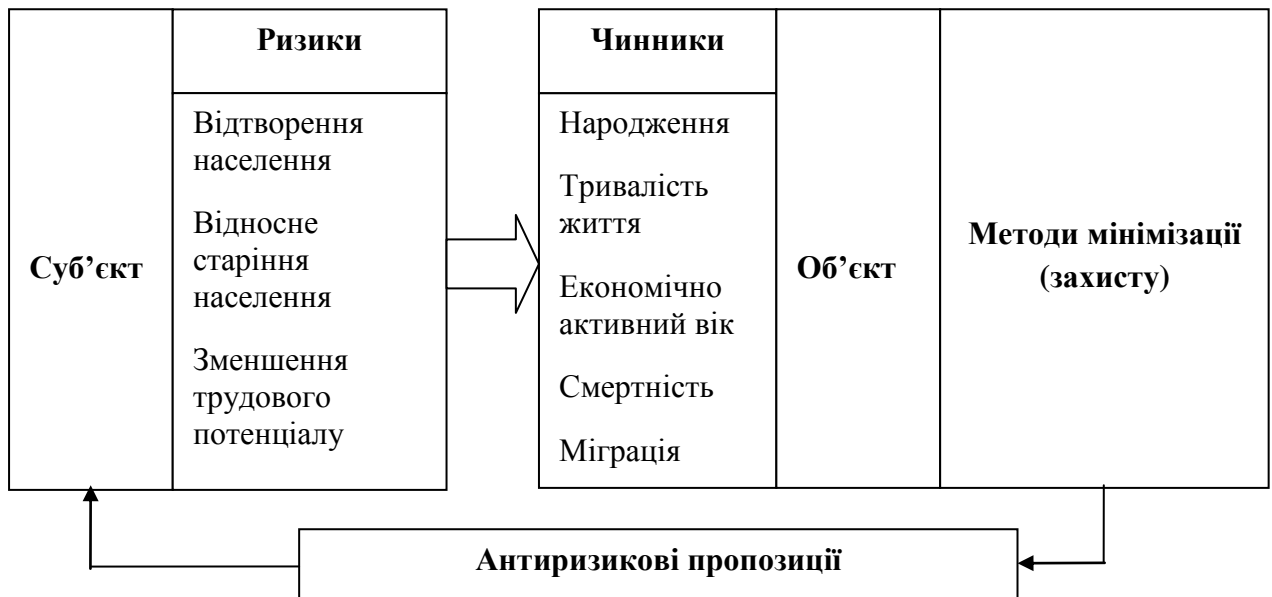 Суб’єкт
Ризики
Відтворення
населення
Відносне
старіння
населення
Зменшення
трудового
потенціалу
Чинники
Народження
Тривалість
життя
Економічно
активний вік
Смертність
Міграція
Об’єкт
Методи мінімізації
(захисту)
Антиризикові пропозиції